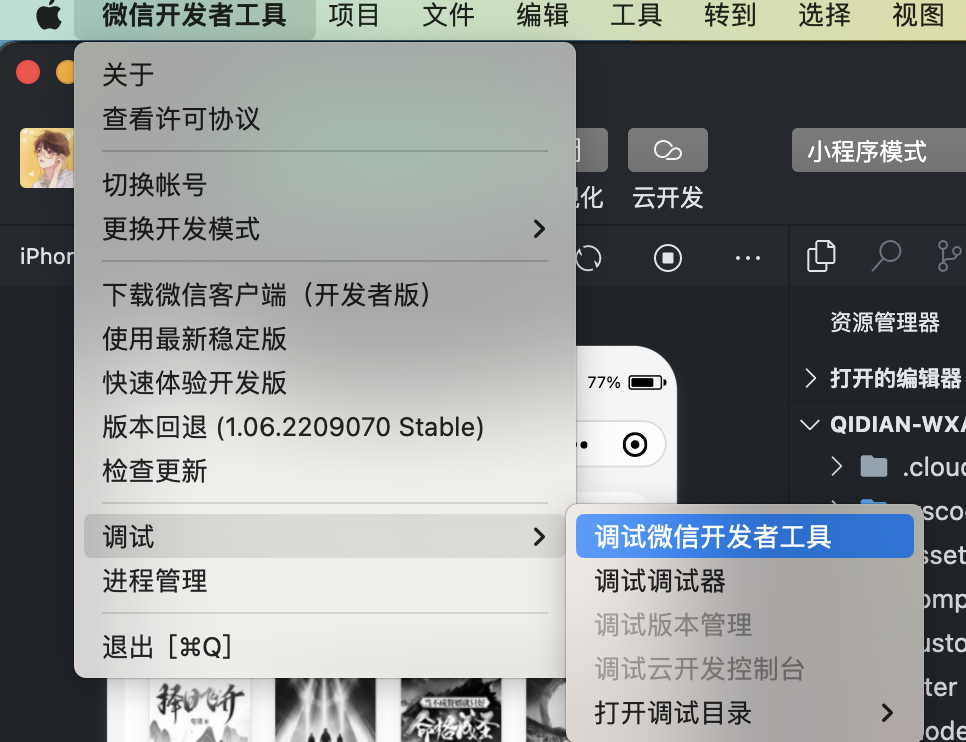 微信开发者工具 项目 文件 编辑 工具 转到 选择 视图
关于
查看许可协议
切换帐号
更换开发模式
下载微信客户端（开发者版）
使用最新稳定版
快速体验开发版
版本回退 (1.06.2209070 Stable)
检查更新
调试
进程管理
退出 [⌘Q]
调试微信开发者工具
调试调试器
调试版本管理
调试云开发控制台
打开调试目录
化 云开发
小程序模式
iPhon
资源管理器
打开的编辑器
77%
QIDIAN-WXA
.cloud
sco
sset
omp
usto
ter
ode
择日飞升